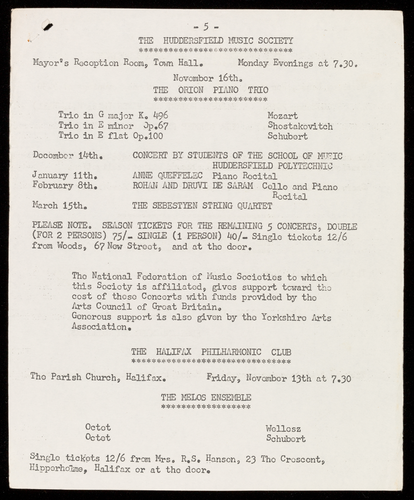 - 5 -
THE HUDDERSFIELD MUSIC SOCIETY
********************************
Mayor's Reception Room, Town Hall. Monday Evenings at 7.30.
November 16th.
THE ORION PIANO TRIO
************************
Trio in G major K. 496 Mozart
Trio in E minor Op.67 Shostakovitch
Trio in E flat Op.100 Schubert
December 14th. CONCERT BY STUDENTS OF THE SCHOOL OF MUSIC
HUDDERSFIELD POLYTECHNIC
January 11th. ANNE QUEFFELEC Piano Recital
February 8th. ROHAN AND DRUVI DE SARAM Cello and Piano
Recital
March 15th. THE SEBESTYEN STRING QUARTET
PLEASE NOTE. SEASON TICKETS FOR THE REMAINING 5 CONCERTS, DOUBLE
(FOR 2 PERSONS) 75/- SINGLE (1 PERSON) 40/- Single tickets 12/6
from Woods, 67 New Street, and at the door.
The National Federation of Music Societies to which
this Society is affiliated, gives support toward the
cost of these Concerts with funds provided by the
Arts Council of Great Britain.
Generous support is also given by the Yorkshire Arts
Association.
THE HALIFAX PHILHARMONIC CLUB
*********************************
The Parish Church, Halifax. Friday, November 13th at 7.30
THE MELOS ENSEMBLE
*********************
Octet Wellesz
Octet Schubert
Single tickets 12/6 from Mrs. R.S. Hansen, 23 The Crescent,
Hipperholme, Halifax or at the door.